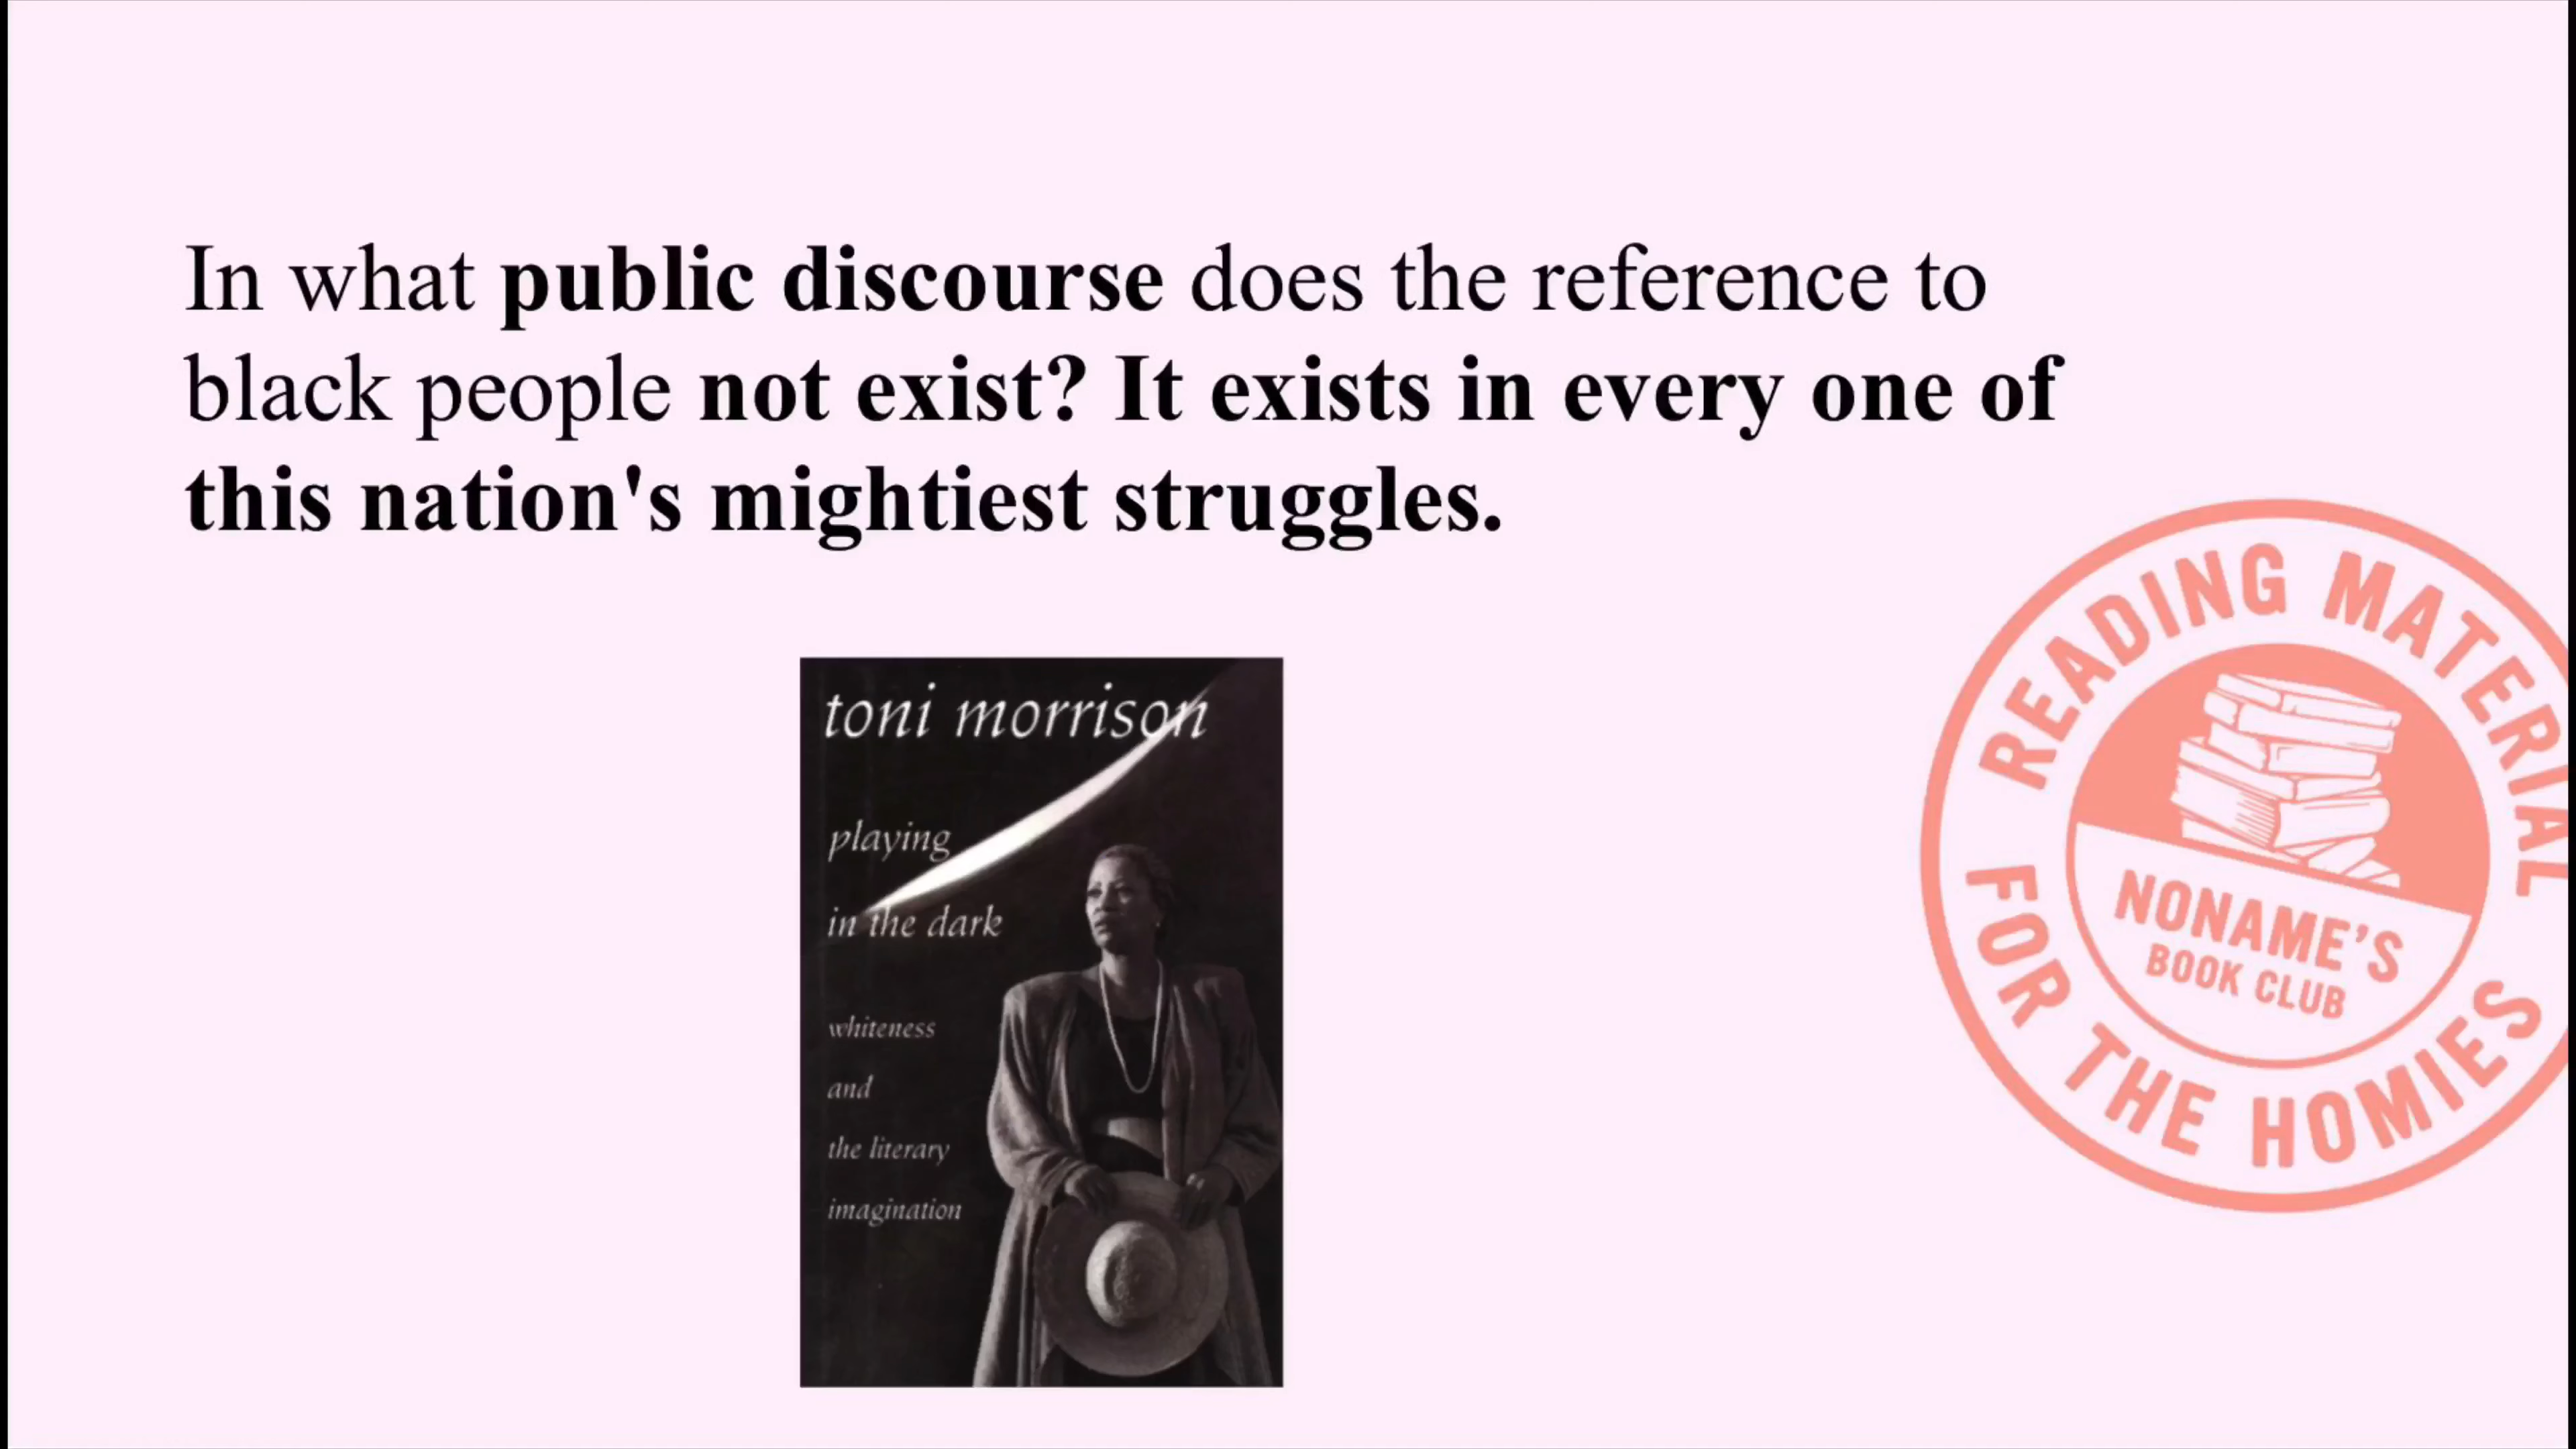 In what public discourse does the reference to
black people not exist? It exists in every one of
this nation's mightiest struggles.
toni morrison
playing
in the dark
whiteness
and
the literary
imagination
READING MATERIAL
FOR THE HOMIES
NONAME'S
BOOK CLUB